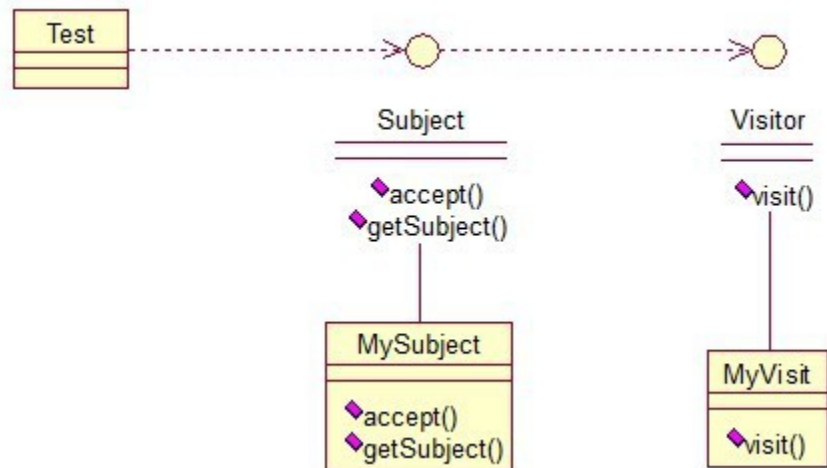 Test
Subject
Visitor
accept()
getSubject()
visit()
MySubject
accept()
getSubject()
MyVisit
visit()